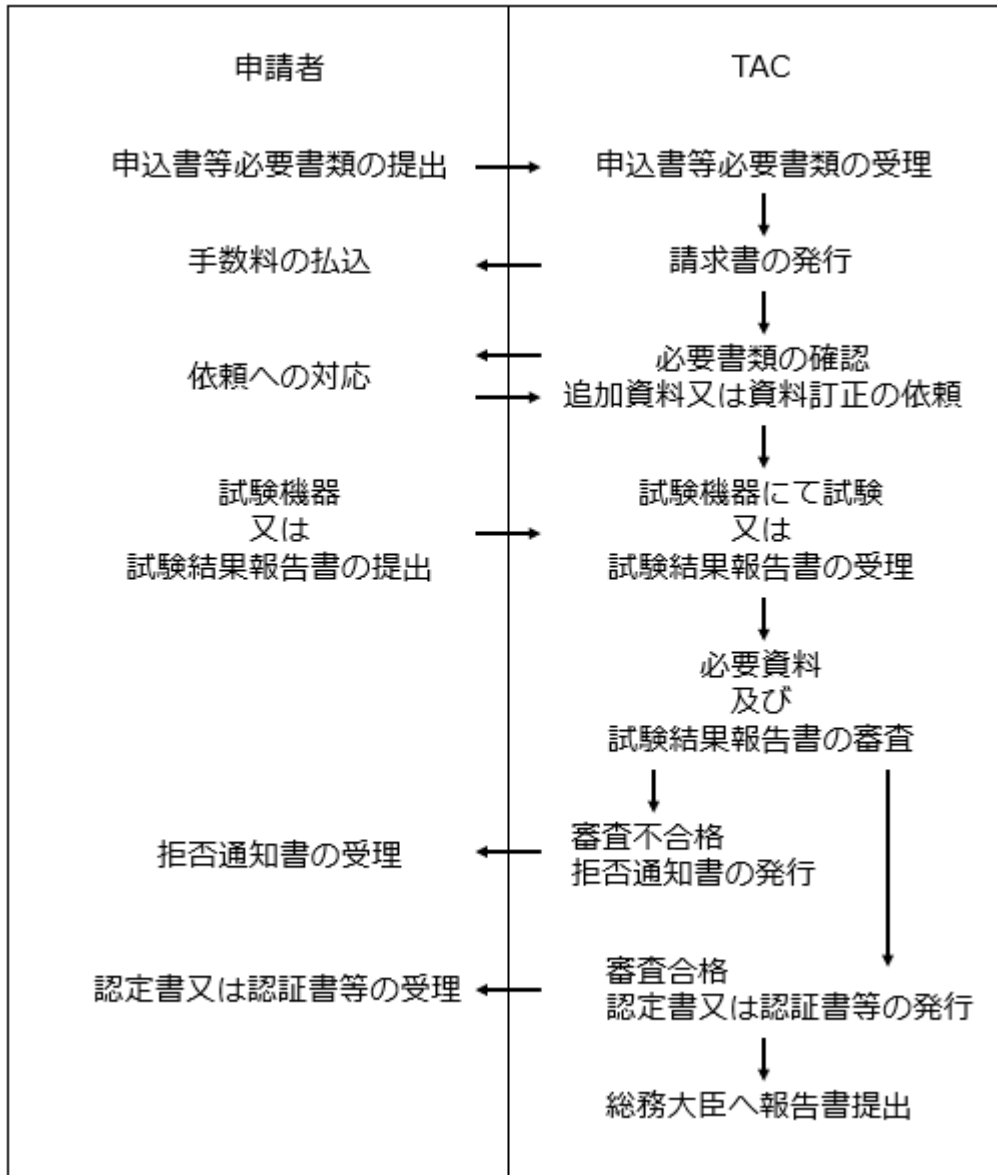 申請者
TAC
申込書等必要書類の提出
申込書等必要書類の受理
手数料の払込
請求書の発行
依頼への対応
必要書類の確認
追加資料又は資料訂正の依頼
試験機器
又は
試験結果報告書の提出
試験機器にて試験
又は
試験結果報告書の受理
必要資料
及び
試験結果報告書の審査
拒否通知書の受理
審査不合格
拒否通知書の発行
認定書又は認証書等の受理
審査合格
認定書又は認証書等の発行
総務大臣へ報告書提出